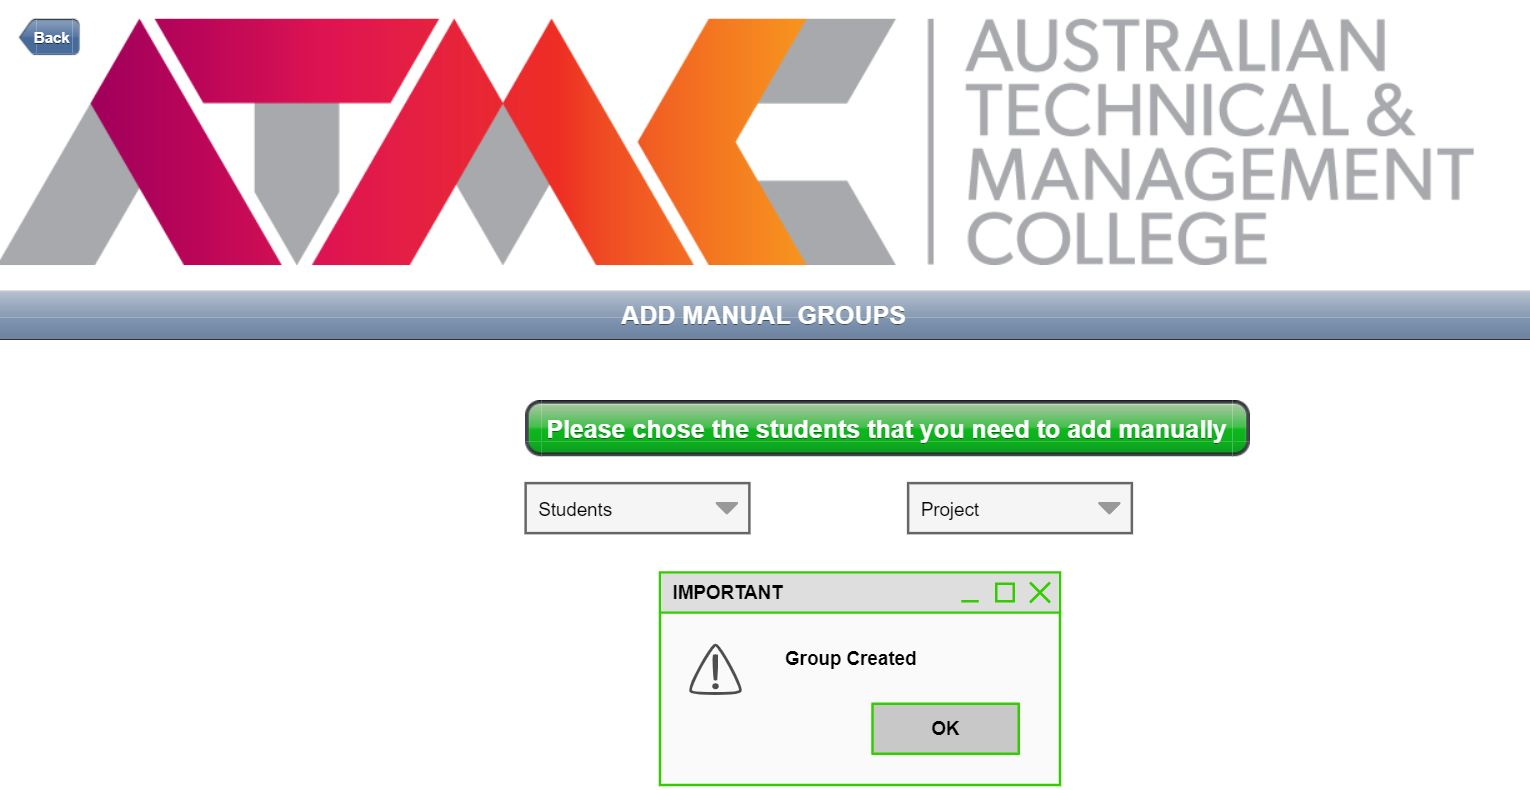 Back
AUSTRALIAN
TECHNICAL &
MANAGEMENT
COLLEGE
ATMC
ADD MANUAL GROUPS
Please chose the students that you need to add manually
Students
Project
IMPORTANT
Group Created
OK